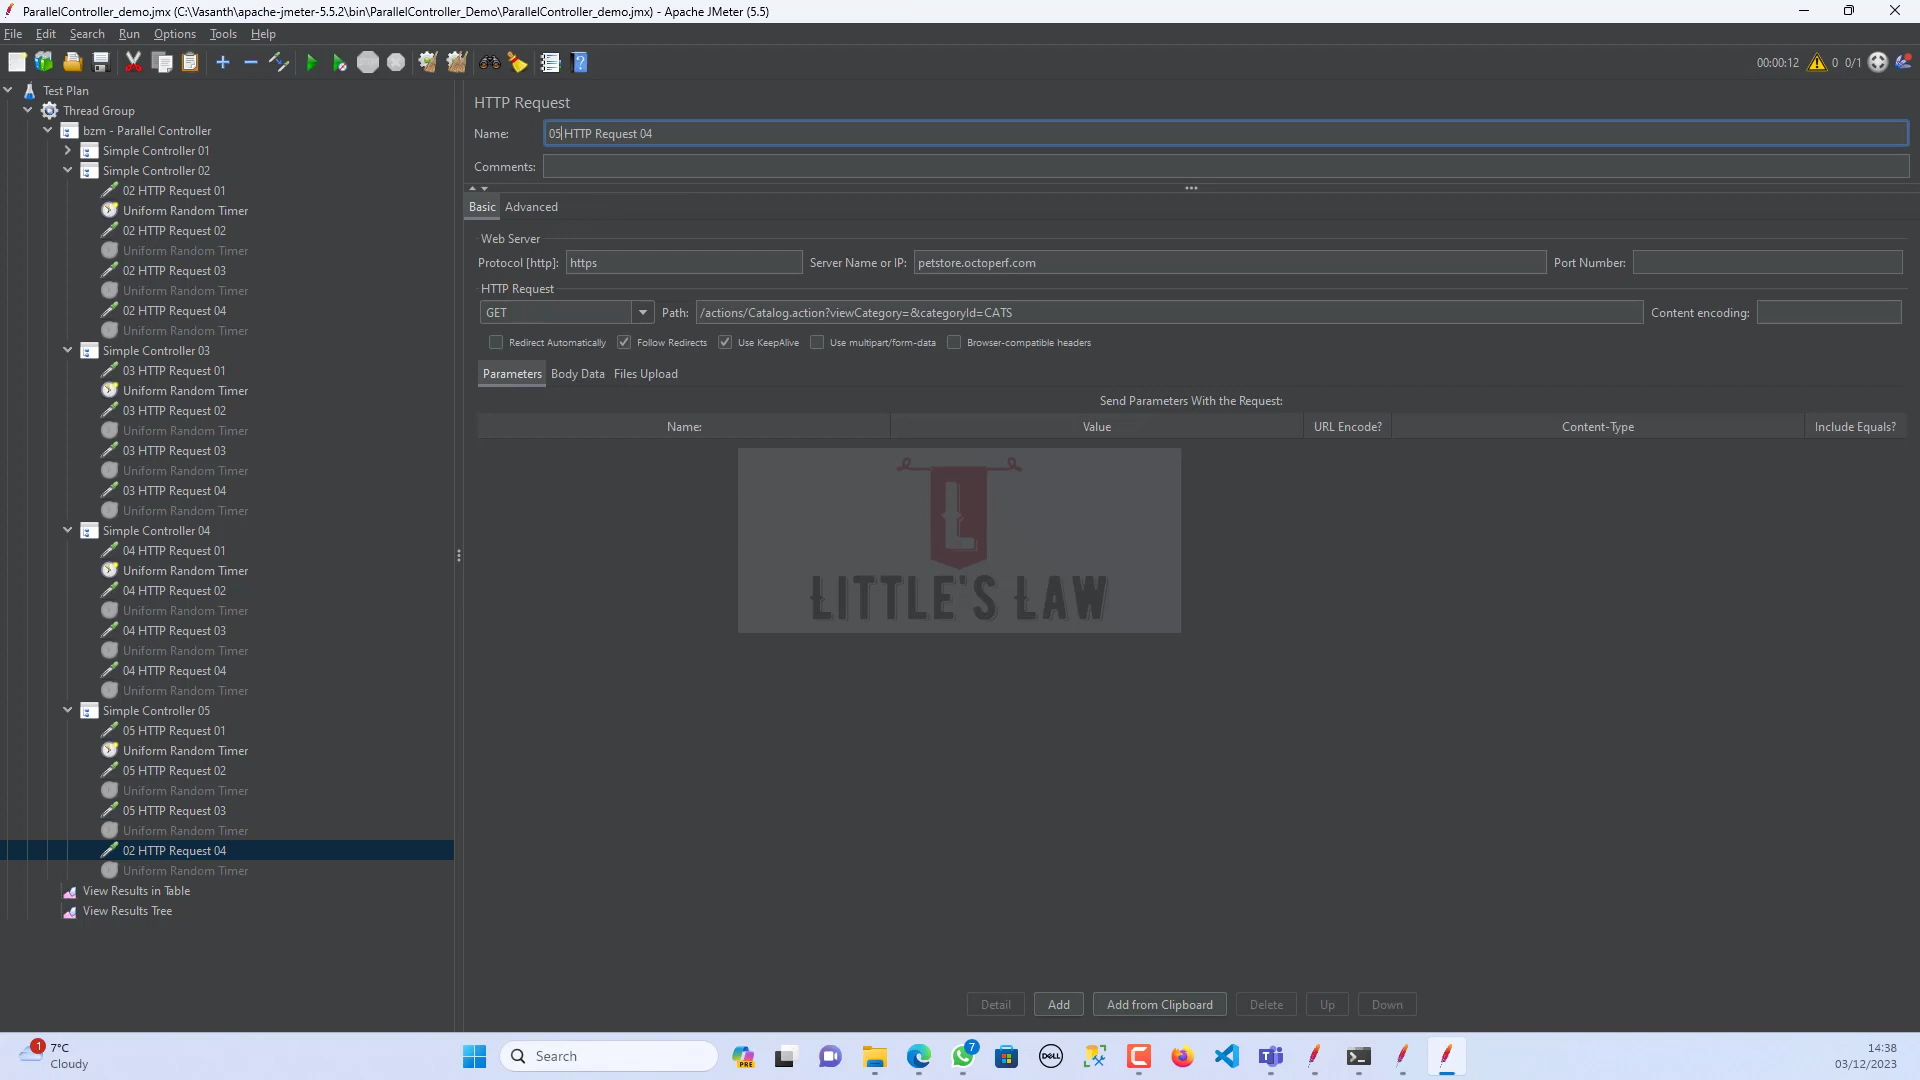 ParallelController_demo.jmx (C:\Vasanth\apache-jmeter-5.5.2\bin\ParallelController_Demo\ParallelController_demo.jmx) - Apache JMeter (5.5)
File Edit Search Run Options Tools Help
00:00:12 0 0/1
Test Plan
Thread Group
bzm - Parallel Controller
Simple Controller 01
Simple Controller 02
02 HTTP Request 01
Uniform Random Timer
02 HTTP Request 02
Uniform Random Timer
02 HTTP Request 03
Uniform Random Timer
02 HTTP Request 04
Uniform Random Timer
Simple Controller 03
03 HTTP Request 01
Uniform Random Timer
03 HTTP Request 02
Uniform Random Timer
03 HTTP Request 03
Uniform Random Timer
03 HTTP Request 04
Uniform Random Timer
Simple Controller 04
04 HTTP Request 01
Uniform Random Timer
04 HTTP Request 02
Uniform Random Timer
04 HTTP Request 03
Uniform Random Timer
04 HTTP Request 04
Uniform Random Timer
Simple Controller 05
05 HTTP Request 01
Uniform Random Timer
05 HTTP Request 02
Uniform Random Timer
05 HTTP Request 03
Uniform Random Timer
02 HTTP Request 04
Uniform Random Timer
View Results in Table
View Results Tree
HTTP Request
Name: 05 HTTP Request 04
Comments:
Basic Advanced
Web Server
Protocol [http]: https Server Name or IP: petstore.octoperf.com Port Number:
HTTP Request
GET Path: /actions/Catalog.action?viewCategory=&categoryId=CATS Content encoding:
Redirect Automatically Follow Redirects Use KeepAlive Use multipart/form-data Browser-compatible headers
Parameters Body Data Files Upload
Send Parameters With the Request:
Name: Value URL Encode? Content-Type Include Equals?
L
LITTLE'S LAW
Detail Add Add from Clipboard Delete Up Down
1 7°C
Cloudy
Search
PRE
7
DELL
14:38
03/12/2023